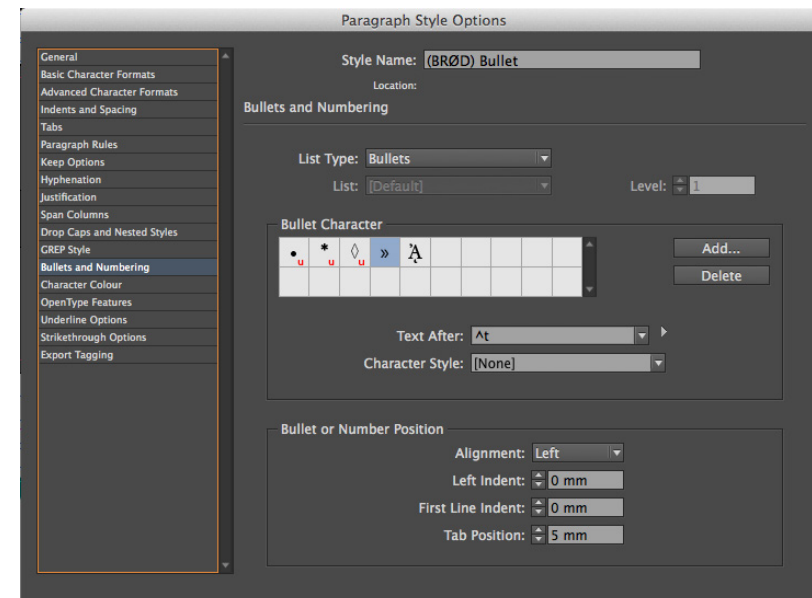 Paragraph Style Options
General
Basic Character Formats
Advanced Character Formats
Indents and Spacing
Tabs
Paragraph Rules
Keep Options
Hyphenation
Justification
Span Columns
Drop Caps and Nested Styles
GREP Style
Bullets and Numbering
Character Colour
OpenType Features
Underline Options
Strikethrough Options
Export Tagging
Style Name: (BRØD) Bullet
Location:
Bullets and Numbering
List Type: Bullets
List: [Default] Level: 1
Bullet Character
•u *u ◊u » ᾌ Add...
Delete
Text After: ^t
Character Style: [None]
Bullet or Number Position
Alignment: Left
Left Indent: 0 mm
First Line Indent: 0 mm
Tab Position: 5 mm